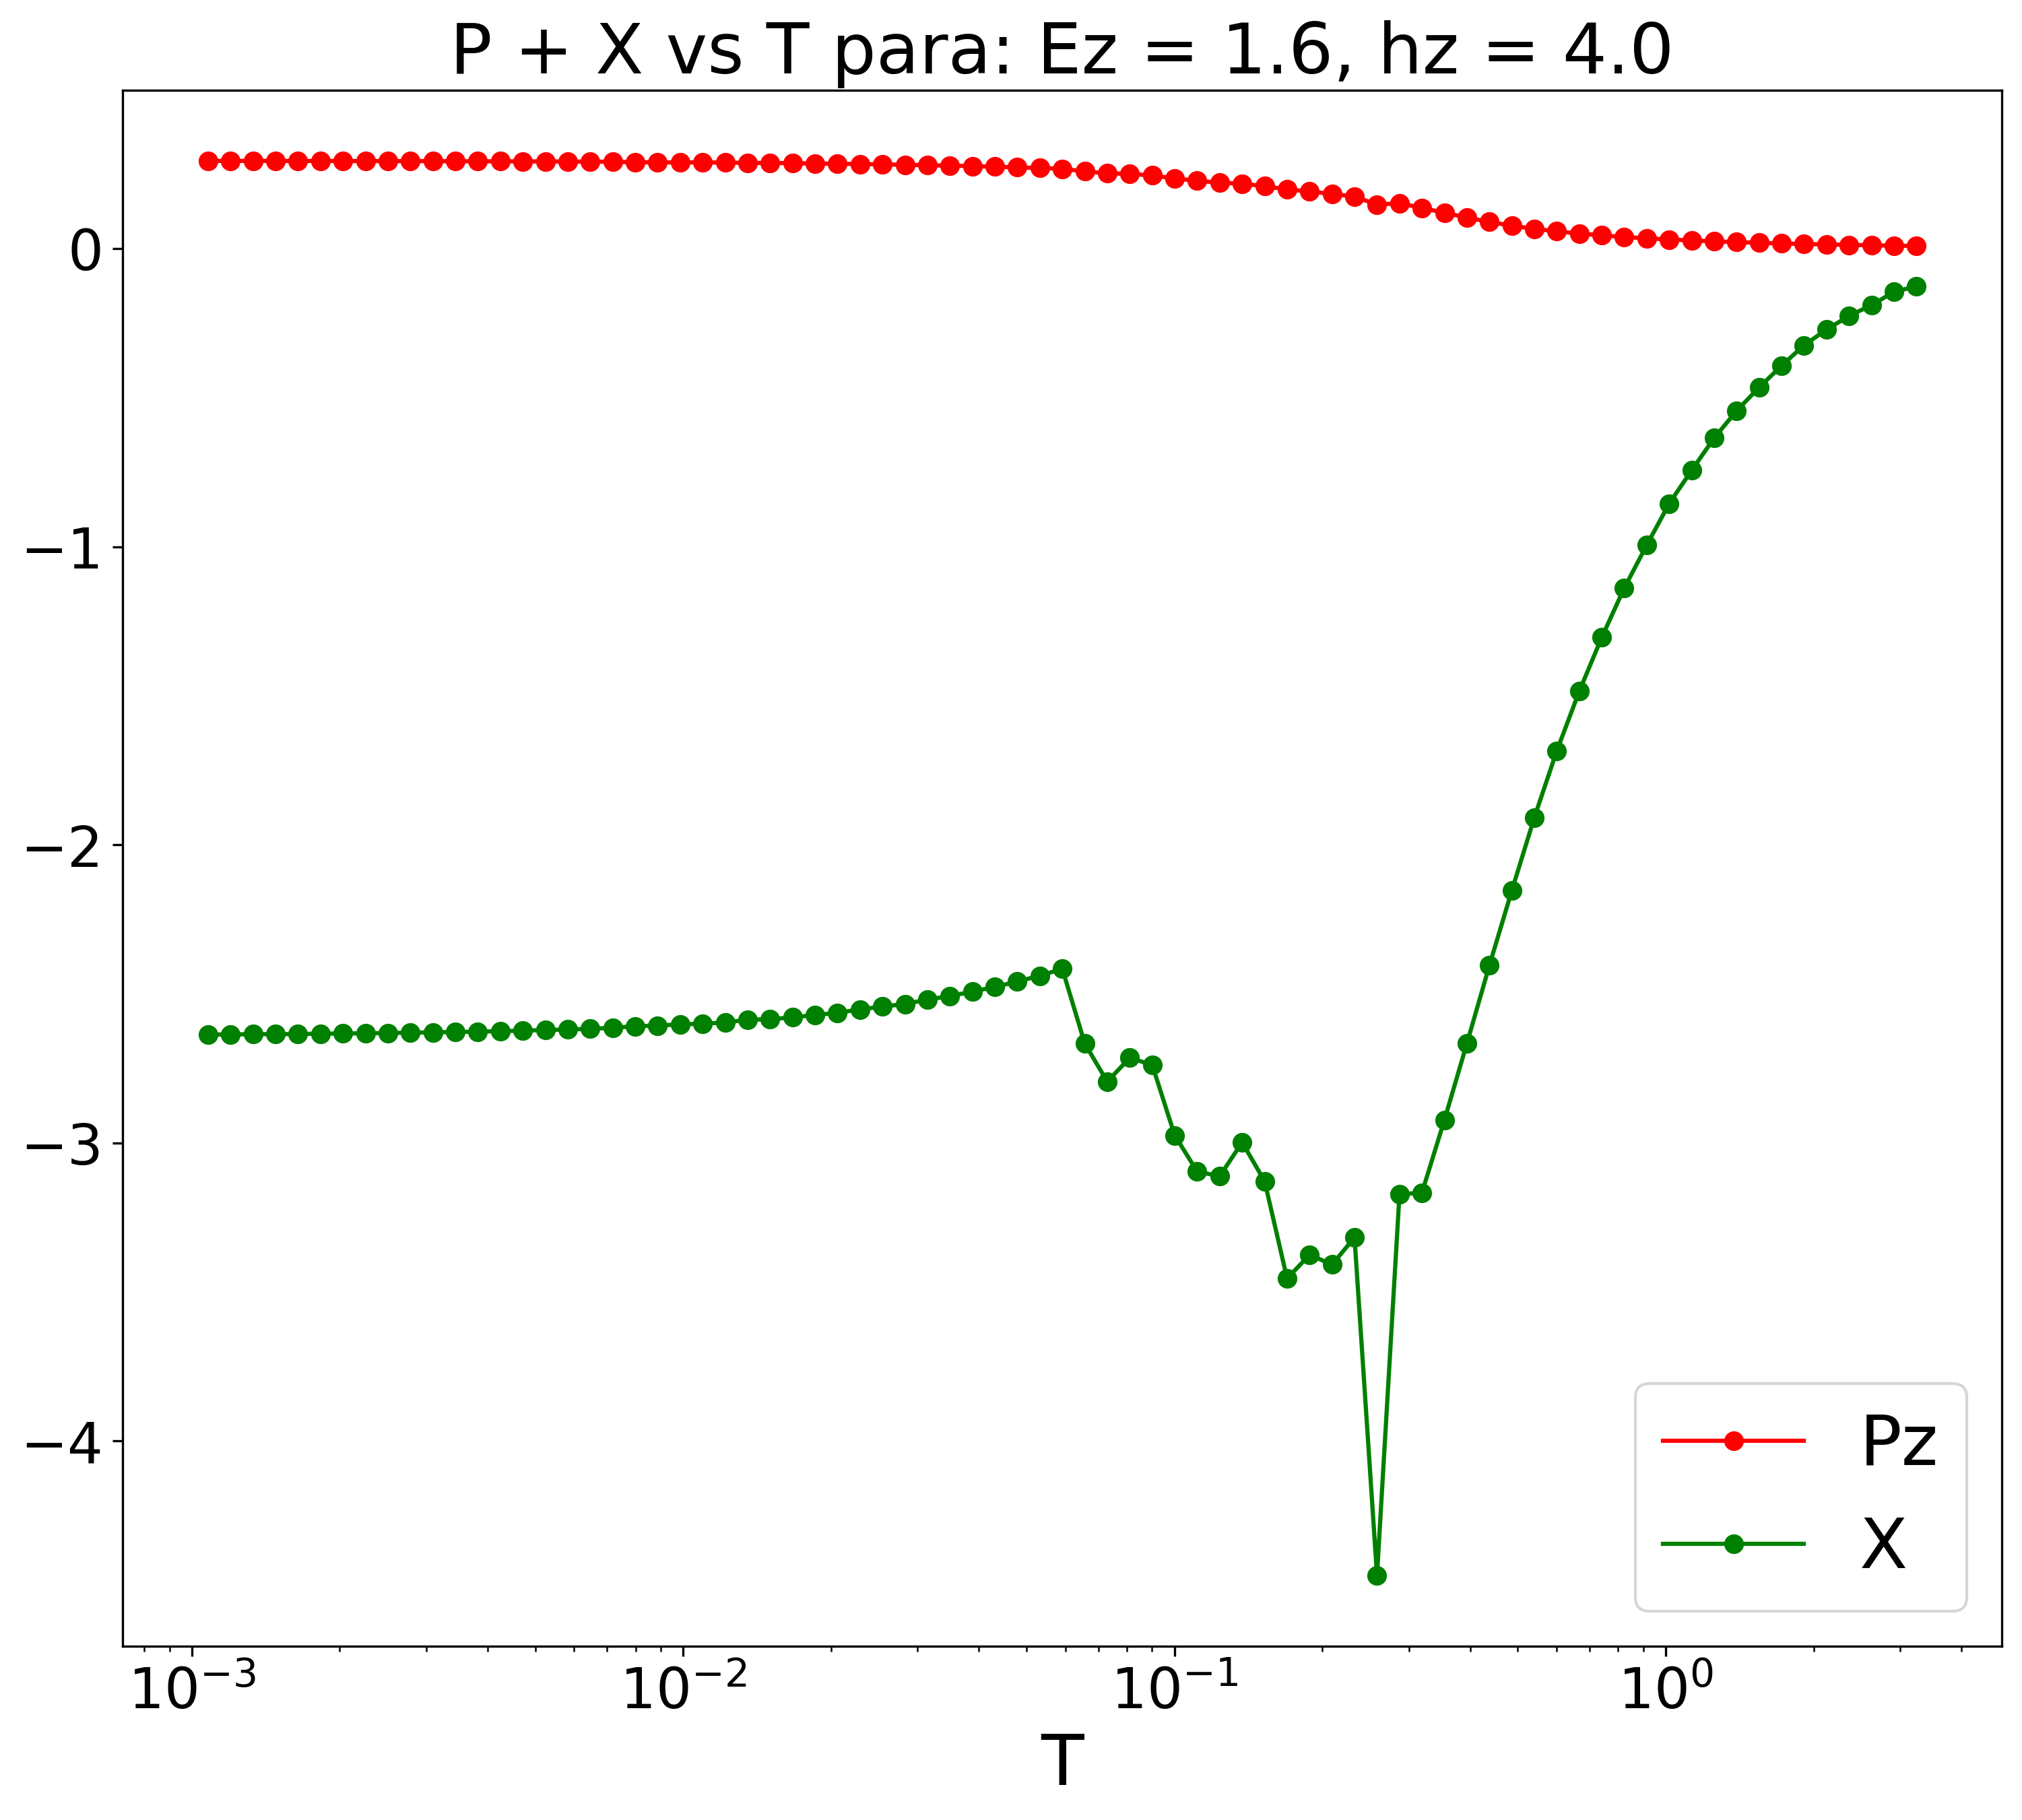 P + X vs T para: Ez = 1.6, hz = 4.0
0
−1
−2
−3
−4
Pz
X
10⁻³ 10⁻² 10⁻¹ 10⁰
T